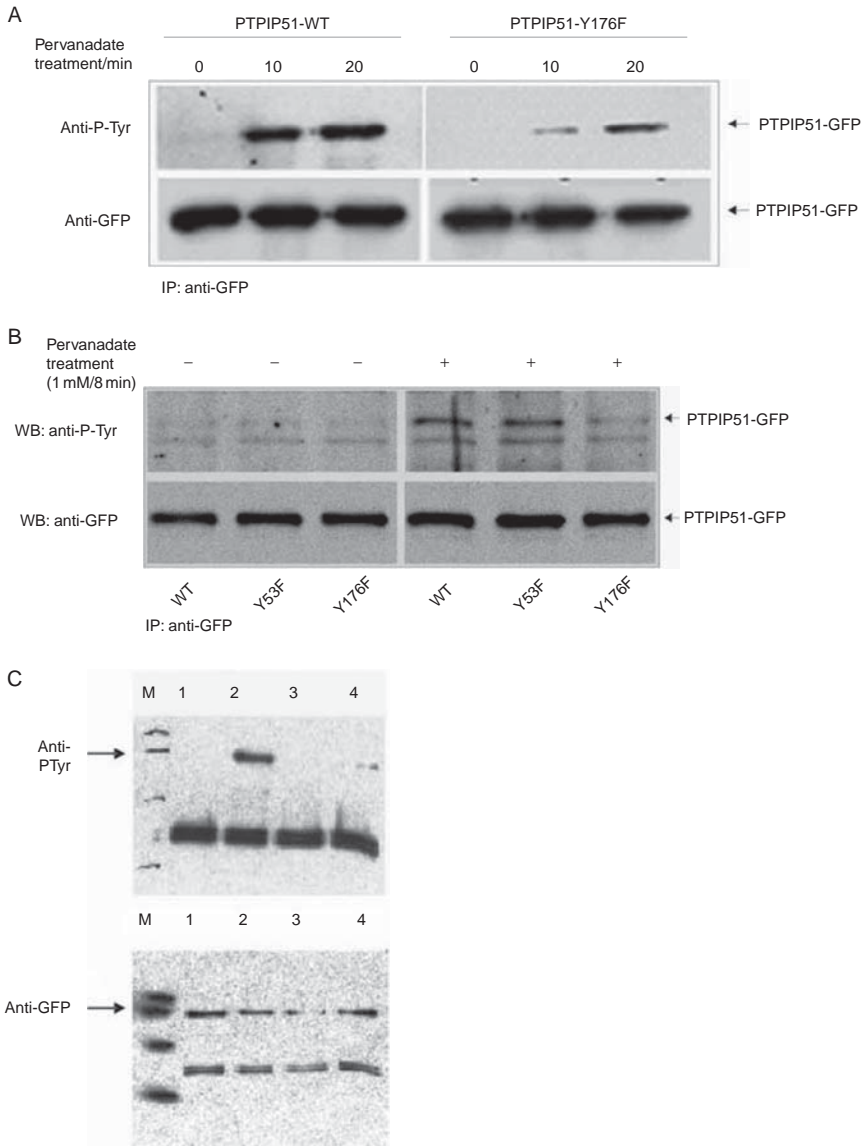 A
PTPIP51-WT PTPIP51-Y176F
Pervanadate
treatment/min
0 10 20 0 10 20
Anti-P-Tyr PTPIP51-GFP
Anti-GFP PTPIP51-GFP
IP: anti-GFP
B
Pervanadate
treatment
(1 mM/8 min)
– – – + + +
WB: anti-P-Tyr PTPIP51-GFP
WB: anti-GFP PTPIP51-GFP
WT Y53F Y176F WT Y53F Y176F
IP: anti-GFP
C
M 1 2 3 4
Anti-
PTyr
M 1 2 3 4
Anti-GFP